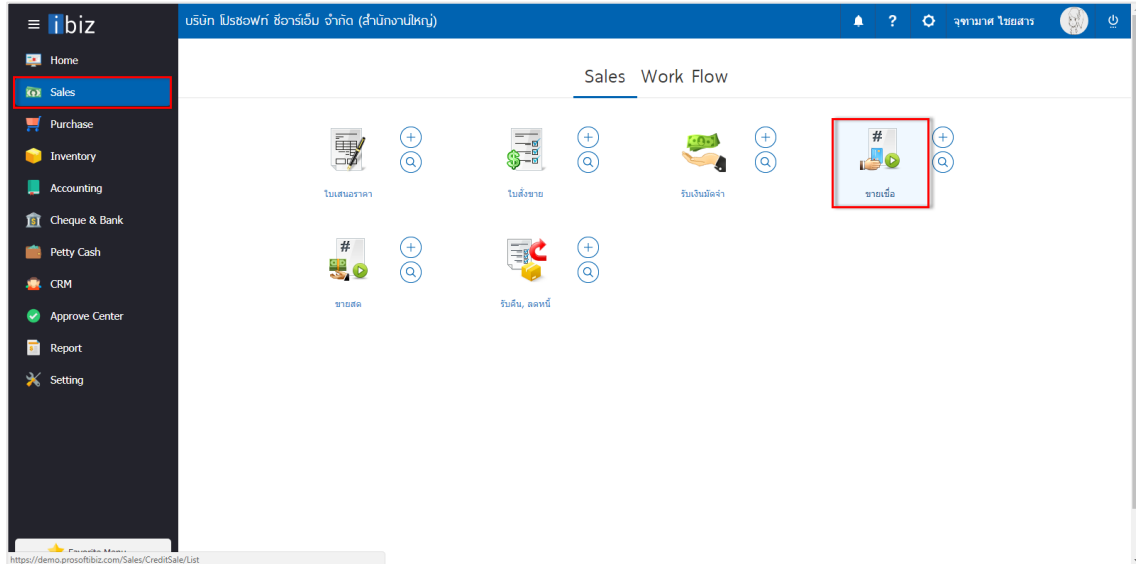 ibiz
บริษัท โปรซอฟท์ ซีอาร์เอ็ม จำกัด (สำนักงานใหญ่)
?
จุฑามาศ ไชยสาร
Home
Sales
Purchase
Inventory
Accounting
Cheque & Bank
Petty Cash
CRM
Approve Center
Report
Setting
Favorite Menu
Sales Work Flow
ใบเสนอราคา
ใบสั่งขาย
รับเงินมัดจำ
#
ขายเชื่อ
#
ขายสด
รับคืน, ลดหนี้
https://demo.prosoftibiz.com/Sales/CreditSale/List